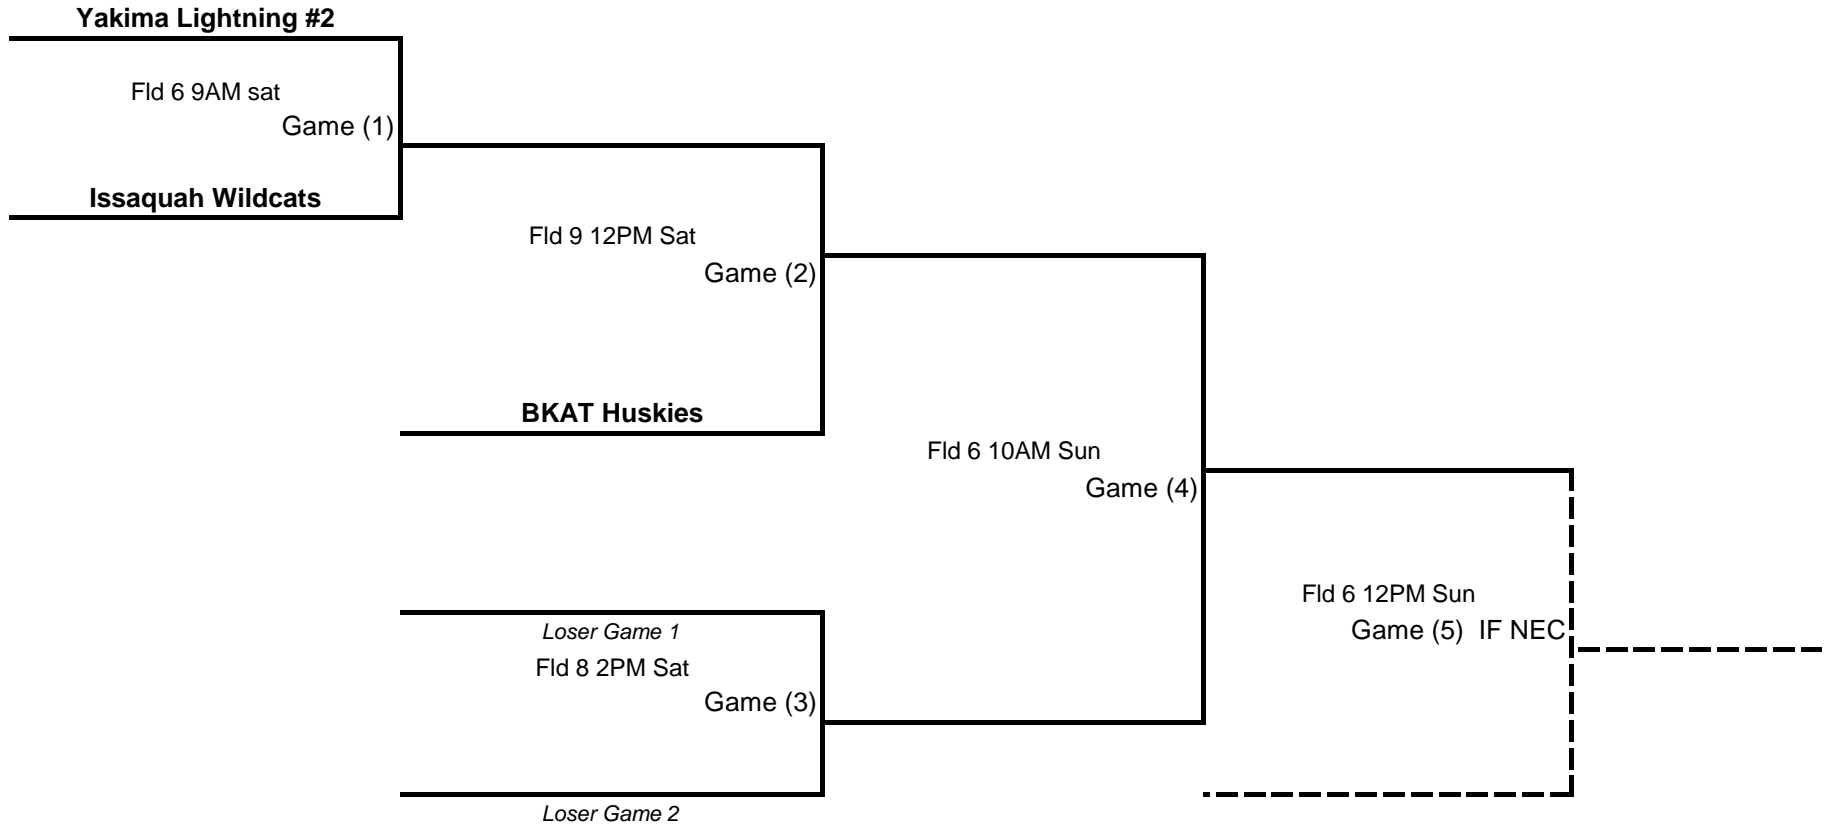 Yakima Lightning #2
Fld 6 9AM sat
Game (1)
Issaquah Wildcats
Fld 9 12PM Sat
Game (2)
BKAT Huskies
Fld 6 10AM Sun
Game (4)
Fld 6 12PM Sun
Game (5) IF NEC
Loser Game 1
Fld 8 2PM Sat
Game (3)
Loser Game 2